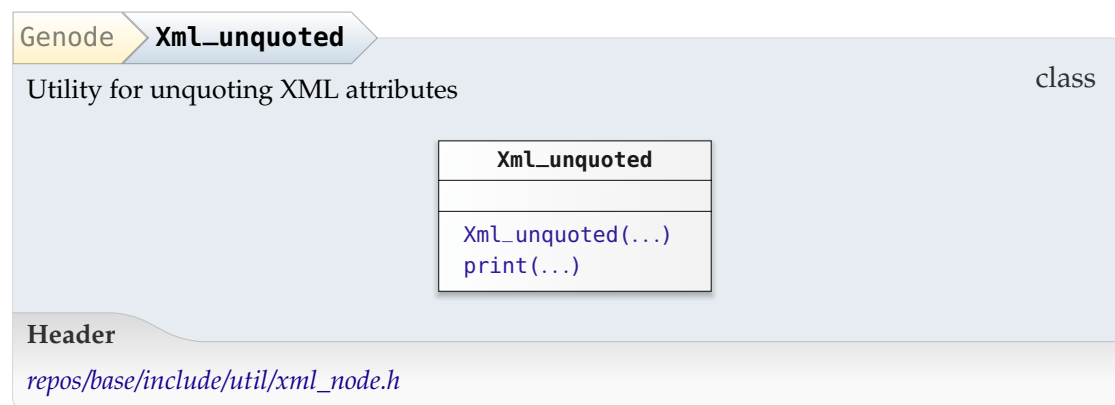 Genode Xml_unquoted
Utility for unquoting XML attributes
class
Xml_unquoted
Xml_unquoted(...)
print(...)
Header
repos/base/include/util/xml_node.h